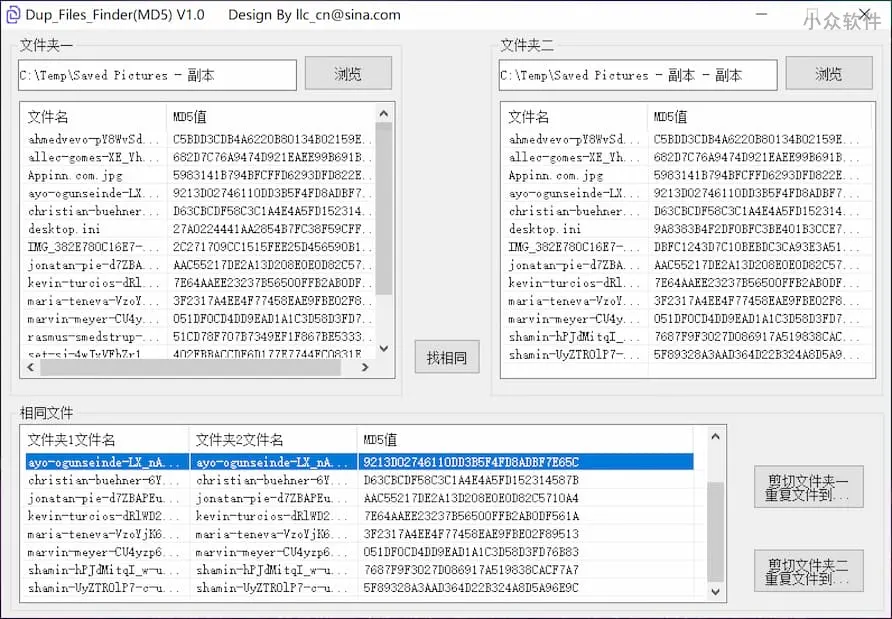 Dup_Files_Finder(MD5) V1.0 Design By llc_cn@sina.com
小众软件
文件夹一
C:\Temp\Saved Pictures - 副本
浏览
文件名 MD5值
ahmedvevo-pY8WvSd... C5BDD3CDB4A6220B80134B02159E...
allec-gomes-XE_Yh... 682D7C76A9474D921EAEE99B691B...
Appinn.com.jpg 5983141B794BFCFFD6293DFD822E...
ayo-ogunseinde-LX... 9213D02746110DD3B5F4FD8ADBF7...
christian-buehner... D63CBCDF58C3C1A4E4A5FD152314...
desktop.ini 27A0224441AA2854B7FC38F59CFF...
IMG_382E780C16E7-... 2C271709CC1515FEE25D456590B1...
jonatan-pie-d7ZBA... AAC55217DE2A13D208E0E0D82C57...
kevin-turcios-dRl... 7E64AAEE23237B56500FFB2AB0DF...
maria-teneva-VzoY... 3F2317A4EE4F77458EAE9FBE02F8...
marvin-meyer-CU4y... 051DF0CD4DD9EAD1A1C3D58D3FD7...
rasmus-smedstrup-... 51CD78F707B7349EF1F867BE5333...
找相同
文件夹二
C:\Temp\Saved Pictures - 副本 - 副本
浏览
文件名 MD5值
ahmedvevo-pY8WvSd... C5BDD3CDB4A6220B80134B02159E...
allec-gomes-XE_Yh... 682D7C76A9474D921EAEE99B691B...
Appinn.com.jpg 5983141B794BFCFFD6293DFD822E...
ayo-ogunseinde-LX... 9213D02746110DD3B5F4FD8ADBF7...
christian-buehner... D63CBCDF58C3C1A4E4A5FD152314...
desktop.ini 9A8383B4F2DF0BFC3BE401B3CCE7...
IMG_382E780C16E7-... DBFC1243D7C10BEBDC3CA93E3A51...
jonatan-pie-d7ZBA... AAC55217DE2A13D208E0E0D82C57...
kevin-turcios-dRl... 7E64AAEE23237B56500FFB2AB0DF...
maria-teneva-VzoY... 3F2317A4EE4F77458EAE9FBE02F8...
marvin-meyer-CU4y... 051DF0CD4DD9EAD1A1C3D58D3FD7...
shamin-hPJdMitqI_... 7687F9F3027D086917A519838CAC...
shamin-UyZTROlP7-... 5F89328A3AAD364D22B324A8D5A9...
相同文件
文件夹1文件名 文件夹2文件名 MD5值
ayo-ogunseinde-LX_nA... ayo-ogunseinde-LX_nA... 9213D02746110DD3B5F4FD8ADBF7E65C
christian-buehner-6Y... christian-buehner-6Y... D63CBCDF58C3C1A4E4A5FD152314587B
jonatan-pie-d7ZBAPEu... jonatan-pie-d7ZBAPEu... AAC55217DE2A13D208E0E0D82C5710A4
kevin-turcios-dRlWD2... kevin-turcios-dRlWD2... 7E64AAEE23237B56500FFB2AB0DF561A
maria-teneva-VzoYjK6... maria-teneva-VzoYjK6... 3F2317A4EE4F77458EAE9FBE02F89513
marvin-meyer-CU4yzp6... marvin-meyer-CU4yzp6... 051DF0CD4DD9EAD1A1C3D58D3FD76B83
shamin-hPJdMitqI_w-u... shamin-hPJdMitqI_w-u... 7687F9F3027D086917A519838CACF7A7
shamin-UyZTROlP7-c-u... shamin-UyZTROlP7-c-u... 5F89328A3AAD364D22B324A8D5A96E9C
剪切文件夹一
重复文件到...
剪切文件夹二
重复文件到...